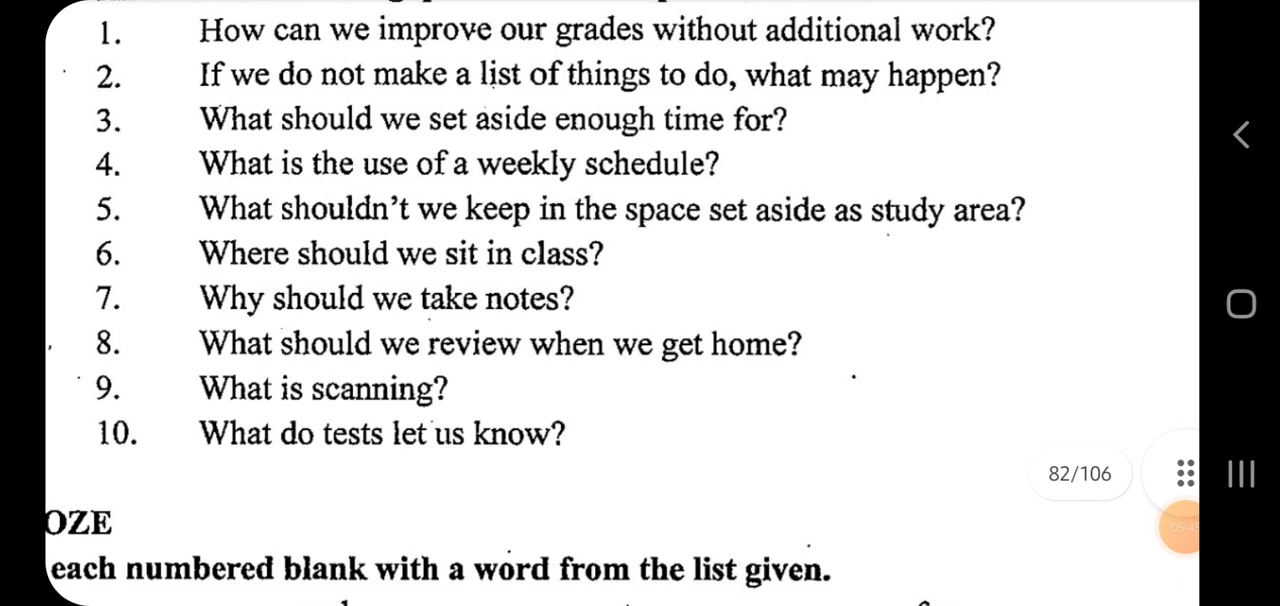 1. How can we improve our grades without additional work?
2. If we do not make a list of things to do, what may happen?
3. What should we set aside enough time for?
4. What is the use of a weekly schedule?
5. What shouldn't we keep in the space set aside as study area?
6. Where should we sit in class?
7. Why should we take notes?
8. What should we review when we get home?
9. What is scanning?
10. What do tests let us know?
82/106
OZE
each numbered blank with a word from the list given.